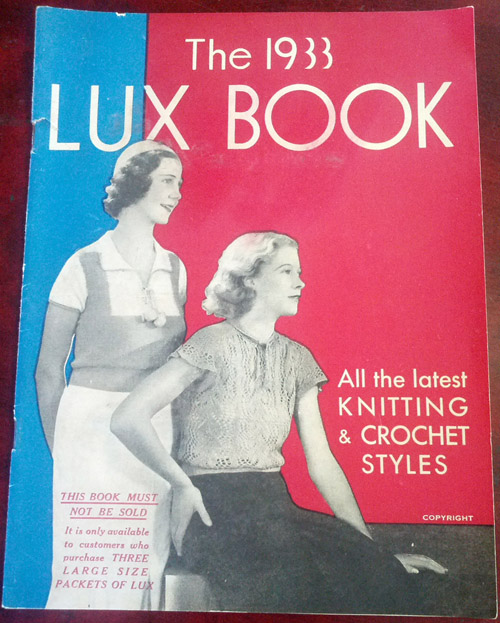 The 1933
LUX BOOK
All the latest
KNITTING
& CROCHET
STYLES
COPYRIGHT
THIS BOOK MUST
NOT BE SOLD
It is only available
to customers who
purchase THREE
LARGE SIZE
PACKETS OF LUX